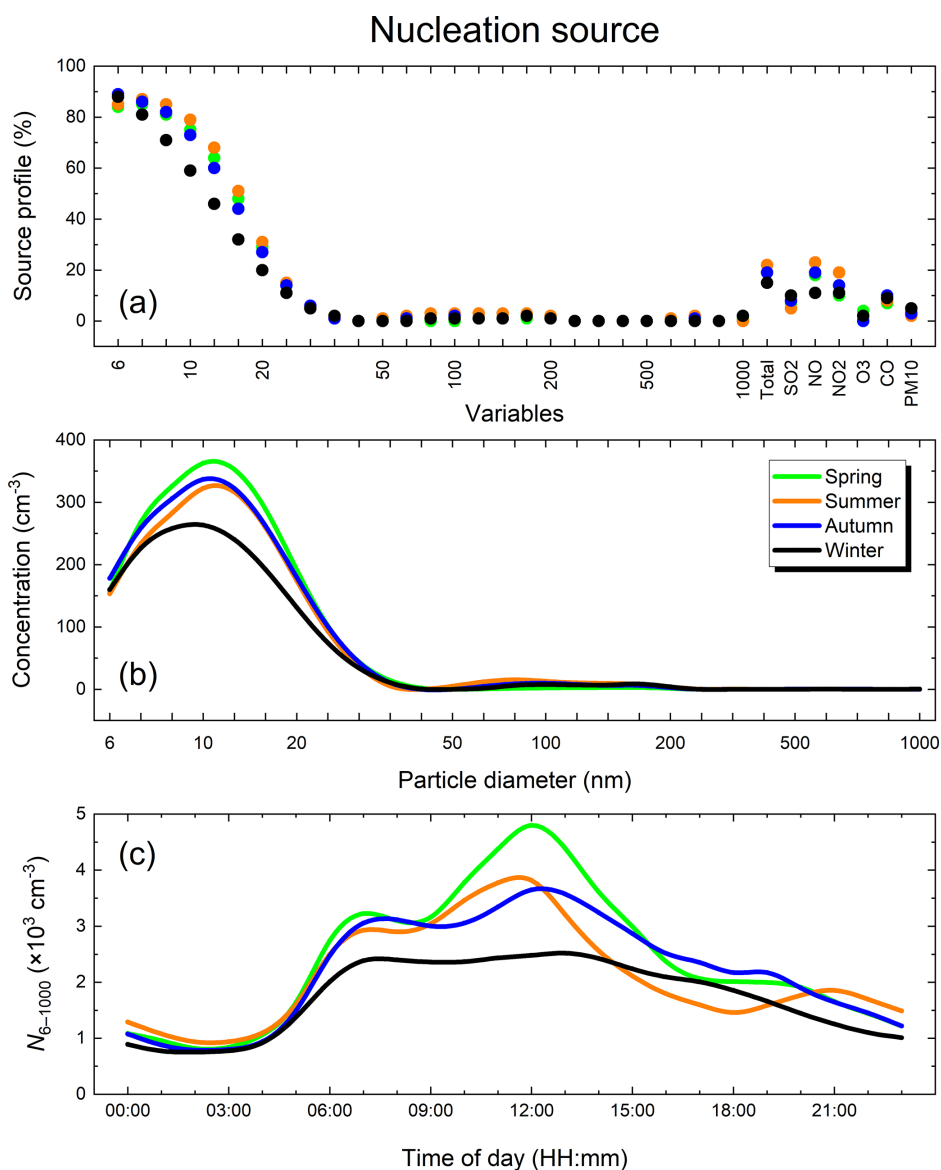 Nucleation source
100
80
60
40
20
0
Source profile (%)
(a)
6 10 20 50 100 200 500 1000 Total SO2 NO NO2 O3 CO PM10
Variables
400
300
200
100
0
Concentration (cm⁻³)
(b)
Spring
Summer
Autumn
Winter
6 10 20 50 100 200 500 1000
Particle diameter (nm)
5
4
3
2
1
0
N6–1000 (×10³ cm⁻³)
(c)
00:00 03:00 06:00 09:00 12:00 15:00 18:00 21:00
Time of day (HH:mm)